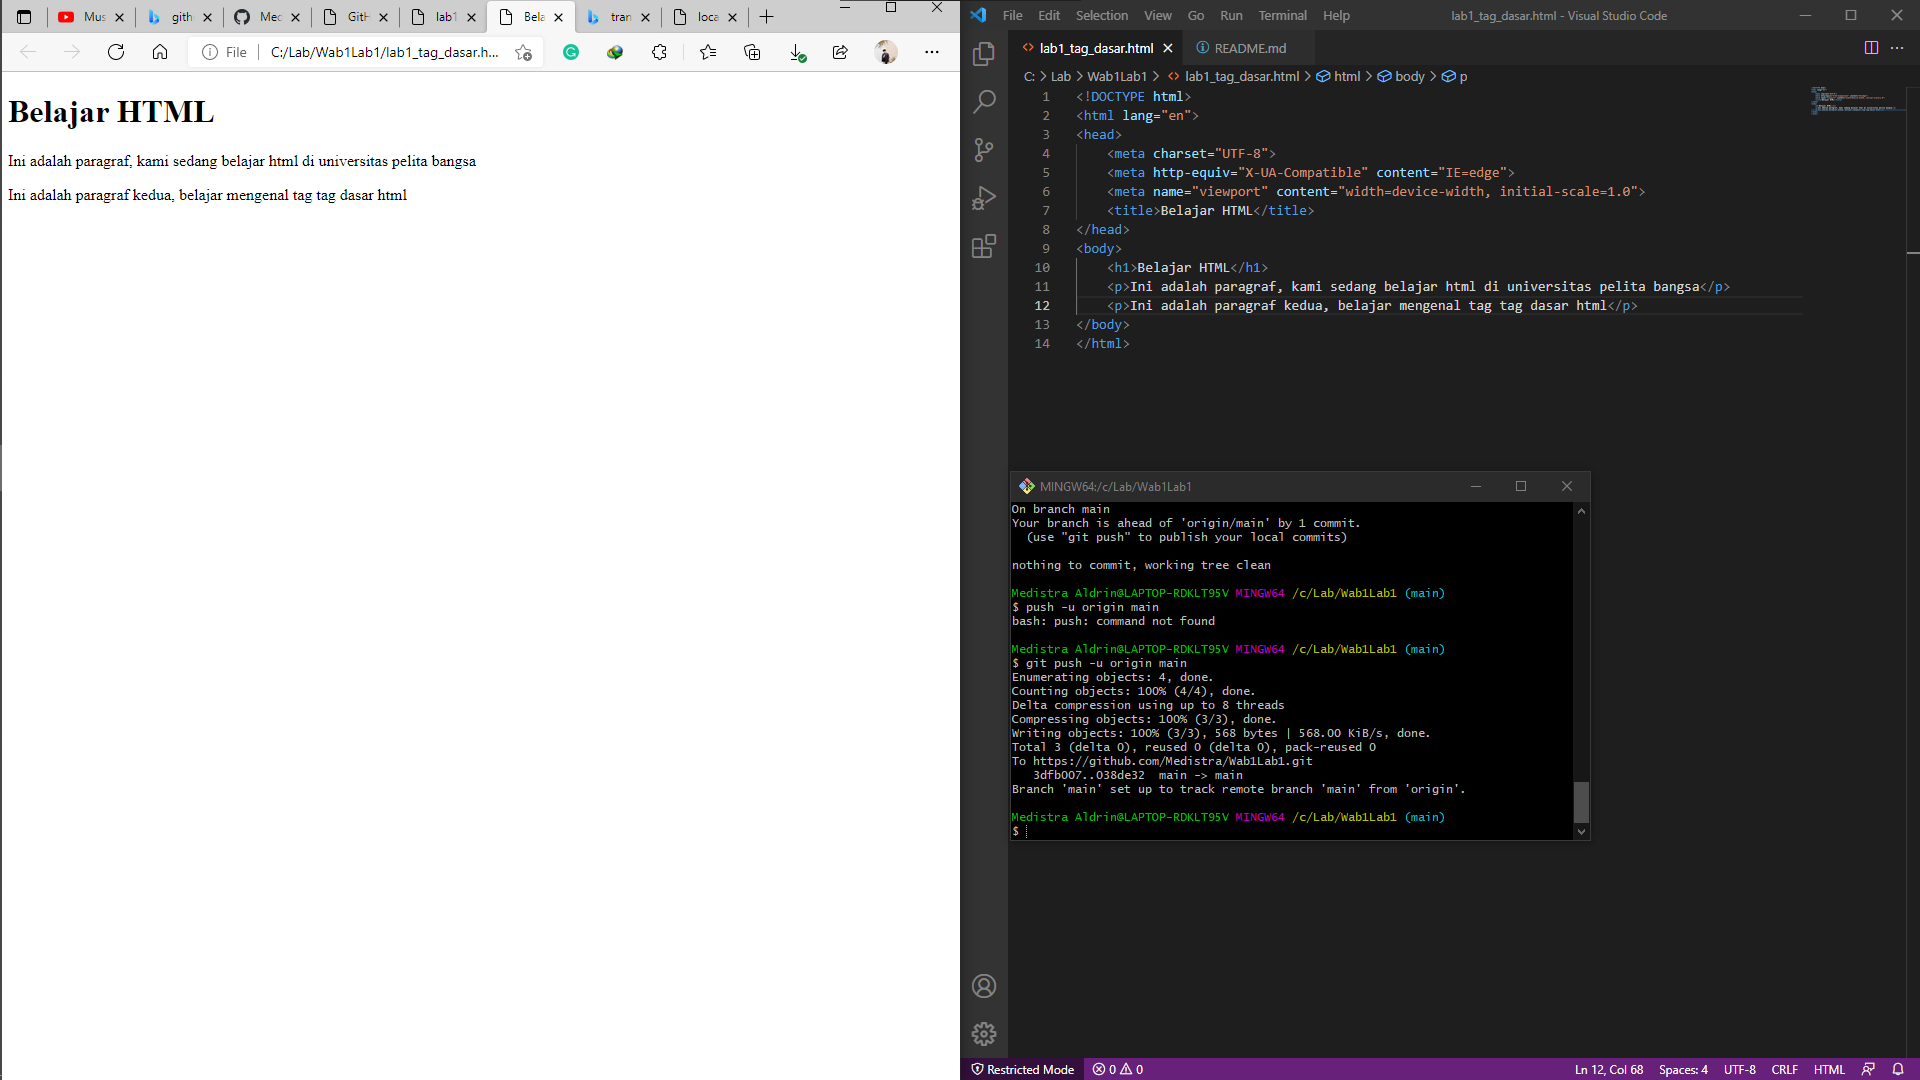 Mus
gith
Mec
GitH
lab1
Bela
tran
loca
File
C:/Lab/Wab1Lab1/lab1_tag_dasar.h...
Belajar HTML
Ini adalah paragraf, kami sedang belajar html di universitas pelita bangsa
Ini adalah paragraf kedua, belajar mengenal tag tag dasar html
File Edit Selection View Go Run Terminal Help
lab1_tag_dasar.html - Visual Studio Code
lab1_tag_dasar.html
README.md
C: > Lab > Wab1Lab1 > lab1_tag_dasar.html > html > body > p
1 <!DOCTYPE html>
2 <html lang="en">
3 <head>
4 <meta charset="UTF-8">
5 <meta http-equiv="X-UA-Compatible" content="IE=edge">
6 <meta name="viewport" content="width=device-width, initial-scale=1.0">
7 <title>Belajar HTML</title>
8 </head>
9 <body>
10 <h1>Belajar HTML</h1>
11 <p>Ini adalah paragraf, kami sedang belajar html di universitas pelita bangsa</p>
12 <p>Ini adalah paragraf kedua, belajar mengenal tag tag dasar html</p>
13 </body>
14 </html>
MINGW64:/c/Lab/Wab1Lab1
On branch main
Your branch is ahead of 'origin/main' by 1 commit.
(use "git push" to publish your local commits)
nothing to commit, working tree clean
Medistra Aldrin@LAPTOP-RDKLT95V MINGW64 /c/Lab/Wab1Lab1 (main)
$ push -u origin main
bash: push: command not found
Medistra Aldrin@LAPTOP-RDKLT95V MINGW64 /c/Lab/Wab1Lab1 (main)
$ git push -u origin main
Enumerating objects: 4, done.
Counting objects: 100% (4/4), done.
Delta compression using up to 8 threads
Compressing objects: 100% (3/3), done.
Writing objects: 100% (3/3), 568 bytes | 568.00 KiB/s, done.
Total 3 (delta 0), reused 0 (delta 0), pack-reused 0
To https://github.com/Medistra/Wab1Lab1.git
3dfb007..038de32 main -> main
Branch 'main' set up to track remote branch 'main' from 'origin'.
Medistra Aldrin@LAPTOP-RDKLT95V MINGW64 /c/Lab/Wab1Lab1 (main)
$
Restricted Mode
0 0
Ln 12, Col 68
Spaces: 4
UTF-8
CRLF
HTML